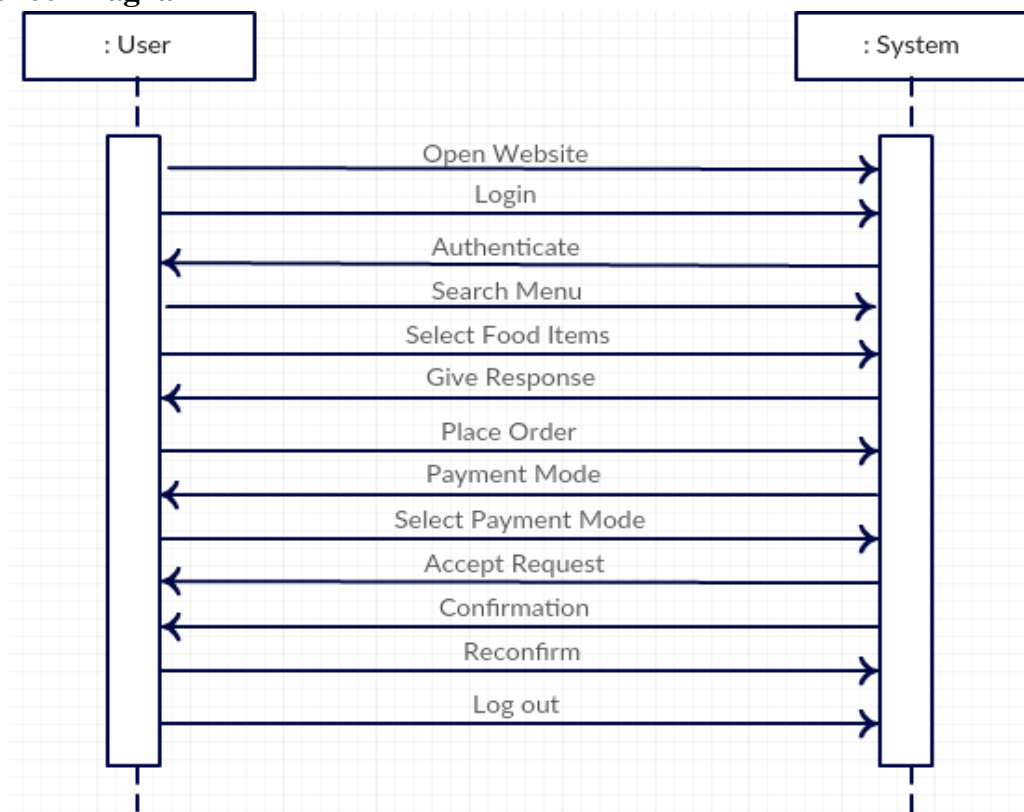 : User
: System
Open Website
Login
Authenticate
Search Menu
Select Food Items
Give Response
Place Order
Payment Mode
Select Payment Mode
Accept Request
Confirmation
Reconfirm
Log out